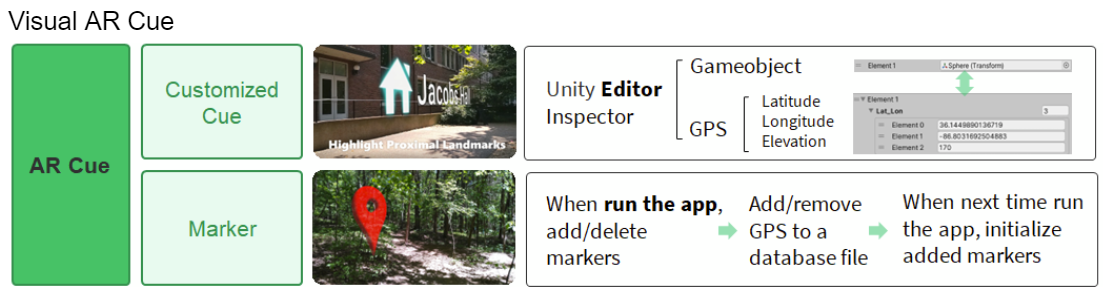 Visual AR Cue
AR Cue
Customized
Cue
Jacobs Hall
Highlight Proximal Landmarks
Unity Editor
Inspector
Gameobject
GPS
Latitude
Longitude
Elevation
Element 1
Sphere (Transform)
Element 1
Lat_Lon
3
Element 0
36.1449890136719
Element 1
-86.8031692504883
Element 2
170
Marker
When run the app,
add/delete
markers
Add/remove
GPS to a
database file
When next time run
the app, initialize
added markers